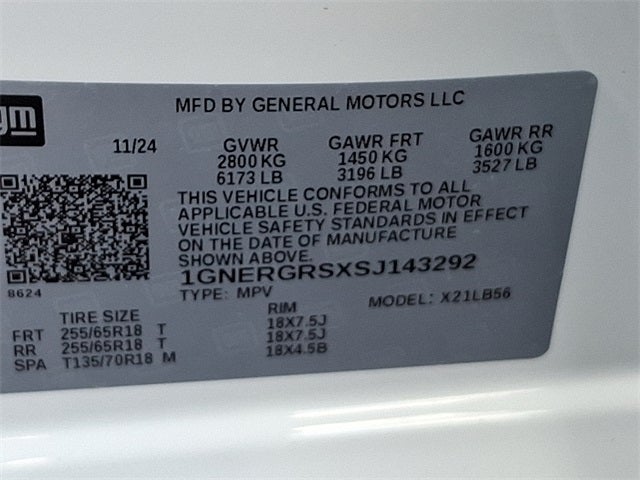 gm
MFD BY GENERAL MOTORS LLC
11/24 GVWR GAWR FRT GAWR RR
2800 KG 1450 KG 1600 KG
6173 LB 3196 LB 3527 LB
THIS VEHICLE CONFORMS TO ALL
APPLICABLE U.S. FEDERAL MOTOR
VEHICLE SAFETY STANDARDS IN EFFECT
ON THE DATE OF MANUFACTURE
SHOWN ABOVE.
8624
1GNERGRSXSJ143292
TYPE: MPV MODEL: X21LB56
TIRE SIZE RIM
FRT 255/65R18 T 18X7.5J
RR 255/65R18 T 18X7.5J
SPA T135/70R18 M 18X4.5B